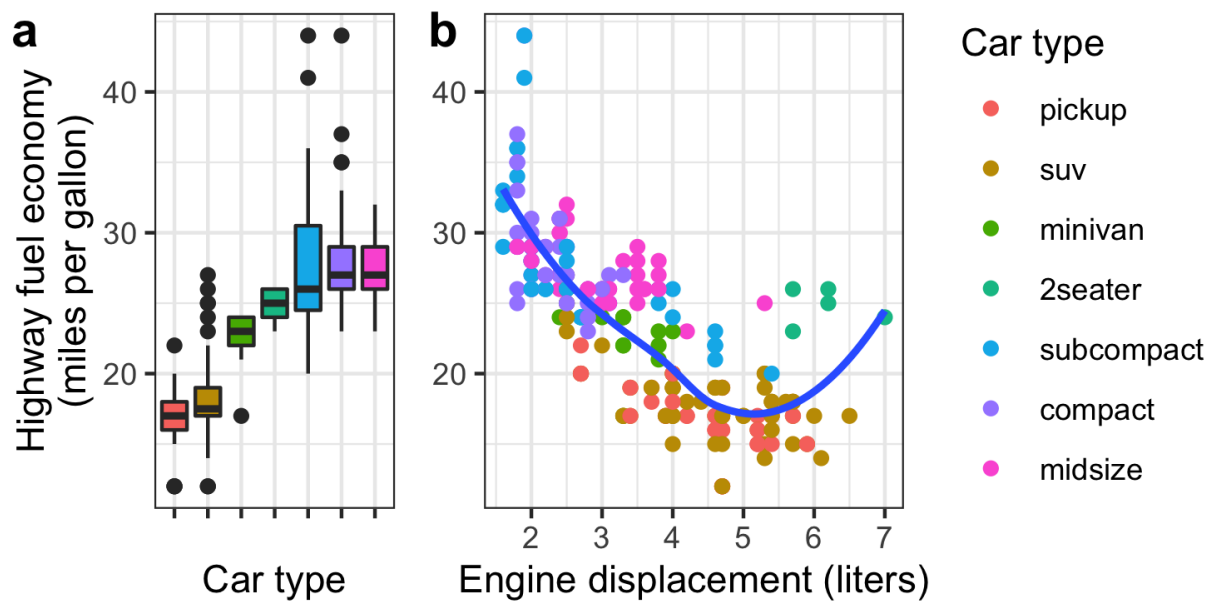 a
Highway fuel economy
(miles per gallon)
40
30
20
Car type
b
40
30
20
2 3 4 5 6 7
Engine displacement (liters)
Car type
pickup
suv
minivan
2seater
subcompact
compact
midsize